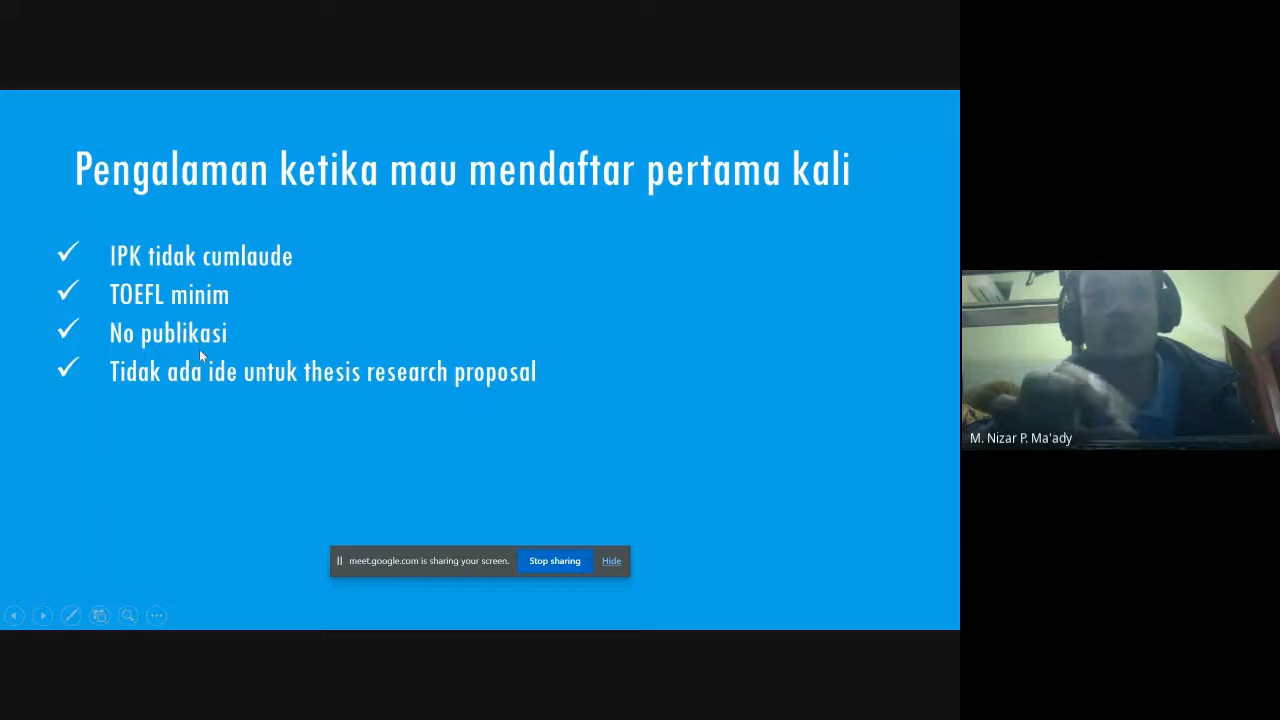 Pengalaman ketika mau mendaftar pertama kali
✓ IPK tidak cumlaude
✓ TOEFL minim
✓ No publikasi
✓ Tidak ada ide untuk thesis research proposal
M. Nizar P. Ma'ady
meet.google.com is sharing your screen. Stop sharing Hide